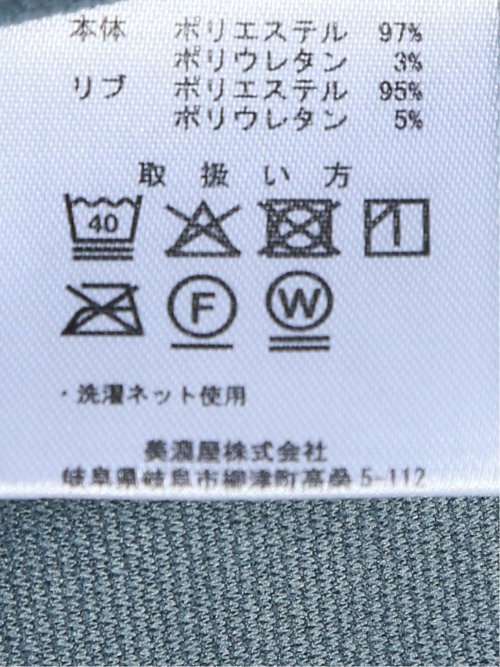 本体 ポリエステル 97%
ポリウレタン 3%
リブ ポリエステル 95%
ポリウレタン 5%
取扱い方
40
F W
・洗濯ネット使用
美濃屋株式会社
岐阜県岐阜市柳津町高桑5-112